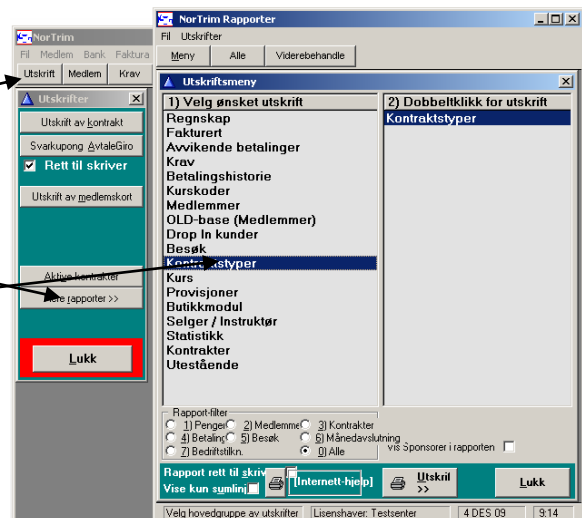 NorTrim
Fil Medlem Bank Faktura
Utskrift Medlem Krav
Utskrifter
Utskrift av kontrakt
Svarkupong AvtaleGiro
Rett til skriver
Utskrift av medlemskort
Aktive kontrakter
rapporter >>
Lukk
NorTrim Rapporter
Fil Utskrifter
Meny Alle Viderebehandle
Utskriftsmeny
1) Velg ønsket utskrift
Regnskap
Fakturert
Avvikende betalinger
Krav
Betalingshistorie
Kurskoder
Medlemmer
OLD-base (Medlemmer)
Drop In kunder
Besøk
Kontraktstyper
Kurs
Provisjoner
Butikkmodul
Selger / Instruktør
Statistikk
Kontrakter
Utestående
2) Dobbeltklikk for utskrift
Kontraktstyper
Rapport-filter
1) Penger 2) Medlemme 3) Kontrakter
4) Betaling 5) Besøk 6) Månedavslutning
7) Bedriftstilkn. 0) Alle
Vis Sponsorer i rapporten
Rapport rett til skriv
Vise kun sumlinj
[Internett-hjelp]
Utskril >>
Lukk
Velg hovedgruppe av utskrifter Lisenshaver: Testsenter 4 DES 09 9:14